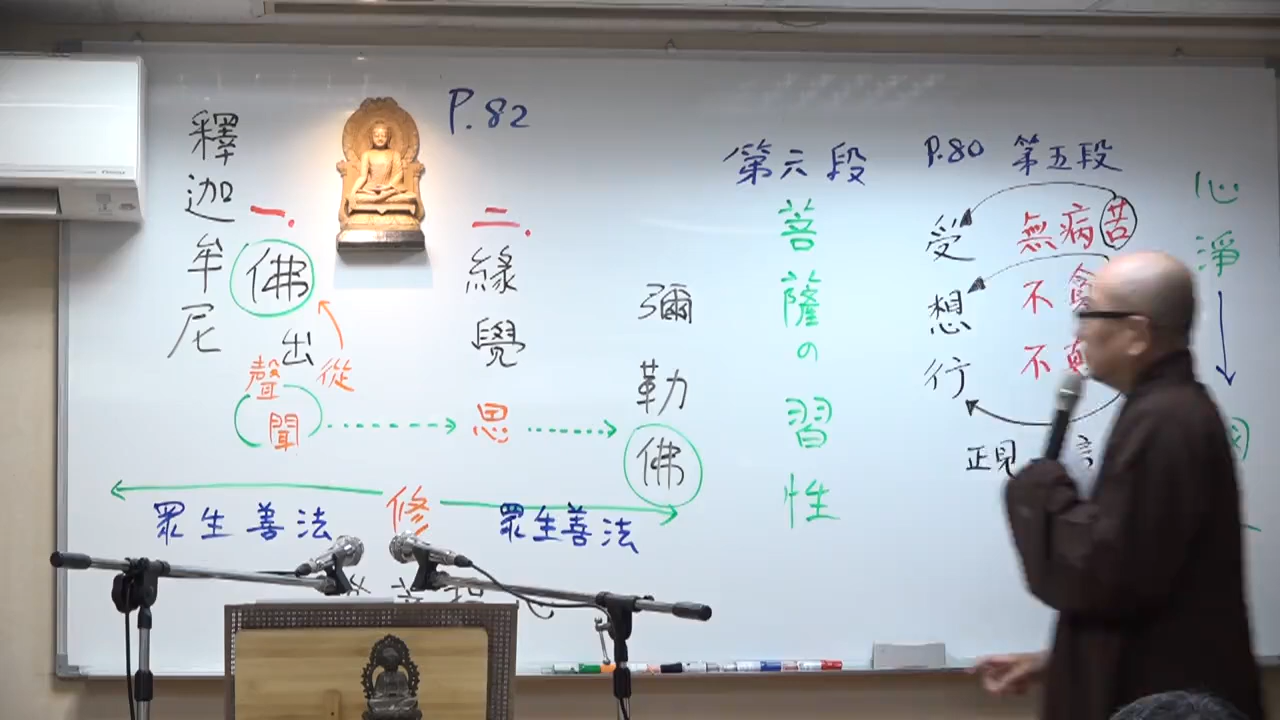 P.82
釋迦牟尼
一.
佛
出
從
聲
聞
二.
緣覺
思
彌勒
佛
修
眾生善法
眾生善法
第六段
菩薩の習性
P.80 第五段
受 無病苦
想 不
行 不
正見
心淨